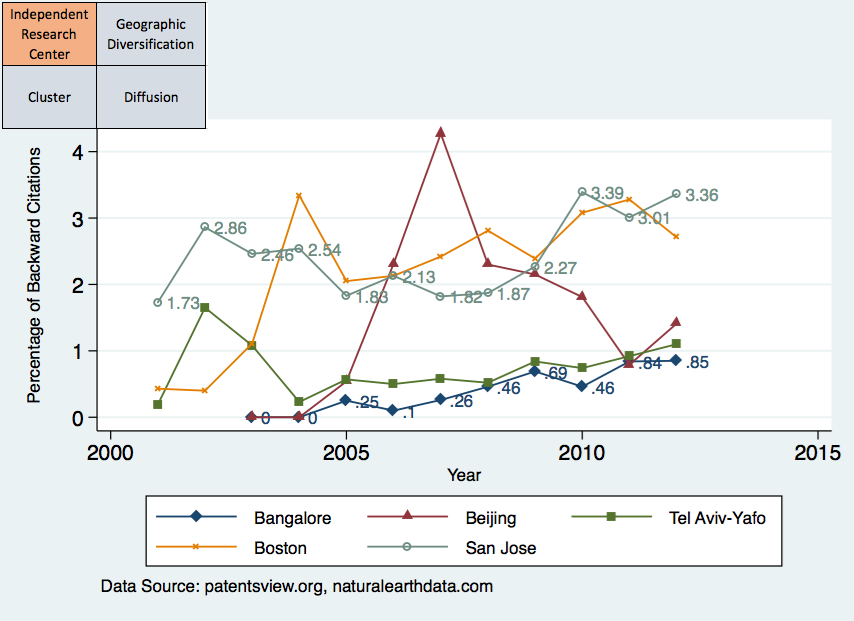 Independent
Research
Center
Geographic
Diversification
Cluster
Diffusion
Percentage of Backward Citations
4
3
2
1
0
1.73
2.86
2.46
2.54
1.83
2.13
1.82
1.87
2.27
3.39
3.01
3.36
0
0
.25
.1
.26
.46
.69
.46
.84
.85
2000 2005 2010 2015
Year
Bangalore Beijing Tel Aviv-Yafo
Boston San Jose
Data Source: patentsview.org, naturalearthdata.com